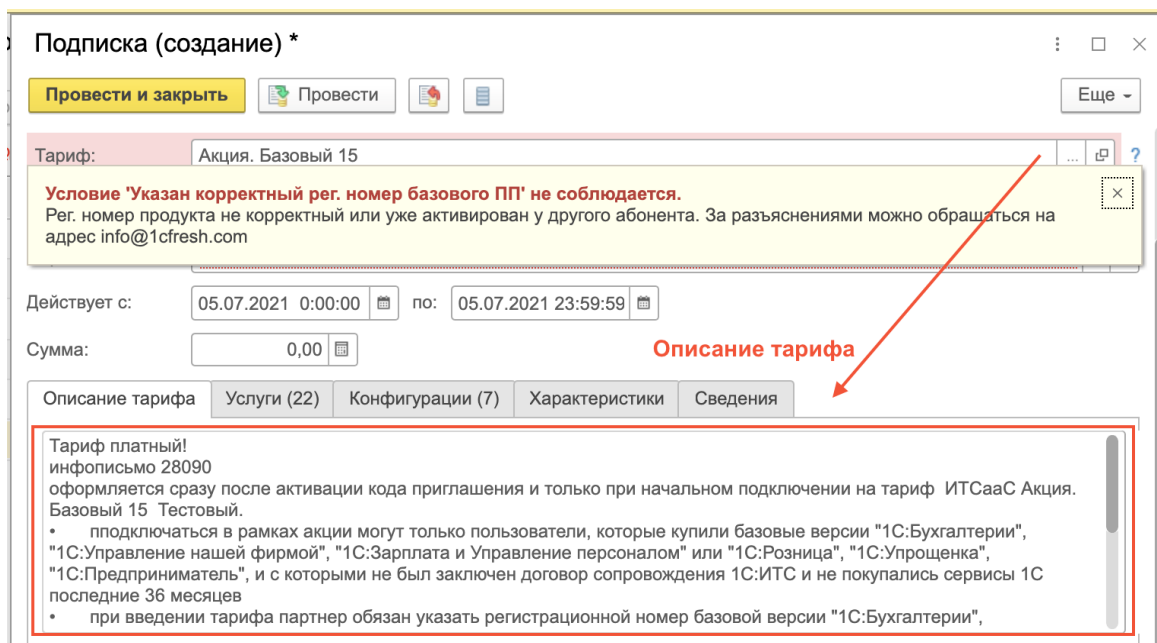 Подписка (создание) *
Провести и закрыть
Провести
Еще
Тариф:
Акция. Базовый 15
...
?
Условие 'Указан корректный рег. номер базового ПП' не соблюдается.
Рег. номер продукта не корректный или уже активирован у другого абонента. За разъяснениями можно обращаться на
адрес info@1cfresh.com
Действует с:
05.07.2021 0:00:00
по:
05.07.2021 23:59:59
Сумма:
0,00
Описание тарифа
Описание тарифа
Услуги (22)
Конфигурации (7)
Характеристики
Сведения
Тариф платный!
инфописьмо 28090
оформляется сразу после активации кода приглашения и только при начальном подключении на тариф ИТСааС Акция.
Базовый 15 Тестовый.
• пподключаться в рамках акции могут только пользователи, которые купили базовые версии "1С:Бухгалтерии",
"1С:Управление нашей фирмой", "1С:Зарплата и Управление персоналом" или "1С:Розница", "1С:Упрощенка",
"1С:Предприниматель", и с которыми не был заключен договор сопровождения 1С:ИТС и не покупались сервисы 1С
последние 36 месяцев
• при введении тарифа партнер обязан указать регистрационной номер базовой версии "1С:Бухгалтерии",